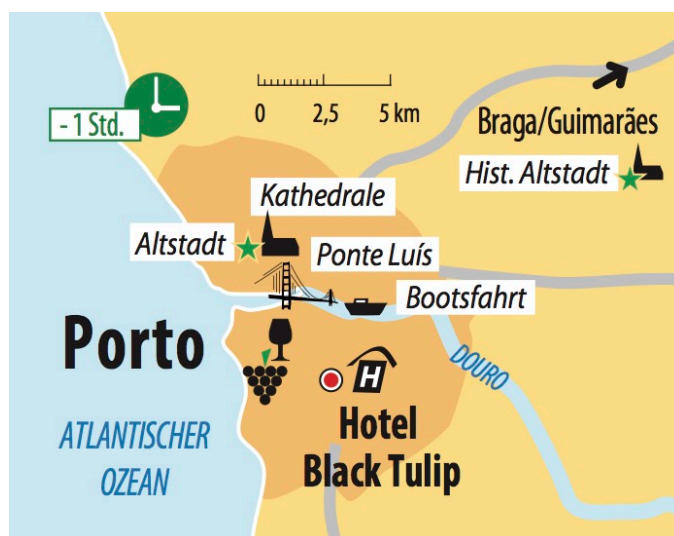 - 1 Std.
0 2,5 5 km
Braga/Guimarães
Hist. Altstadt
Kathedrale
Altstadt
Ponte Luís
Bootsfahrt
Porto
DOURO
H
ATLANTISCHER
OZEAN
Hotel
Black Tulip